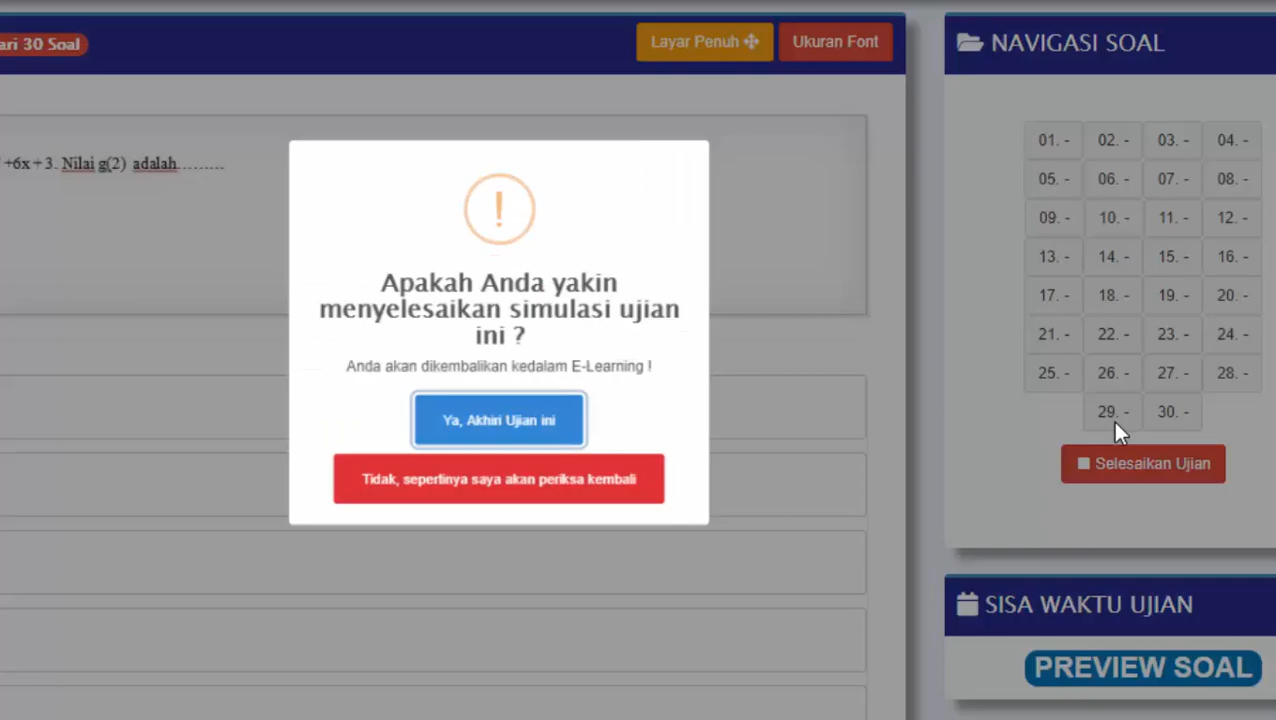 ari 30 Soal
Layar Penuh
Ukuran Font
+6x + 3. Nilai g(2) adalah.........
!
Apakah Anda yakin
menyelesaikan simulasi ujian
ini ?
Anda akan dikembalikan kedalam E-Learning !
Ya, Akhiri Ujian ini
Tidak, sepertinya saya akan periksa kembali
NAVIGASI SOAL
01. - 02. - 03. - 04. -
05. - 06. - 07. - 08. -
09. - 10. - 11. - 12. -
13. - 14. - 15. - 16. -
17. - 18. - 19. - 20. -
21. - 22. - 23. - 24. -
25. - 26. - 27. - 28. -
29. - 30. -
Selesaikan Ujian
SISA WAKTU UJIAN
PREVIEW SOAL